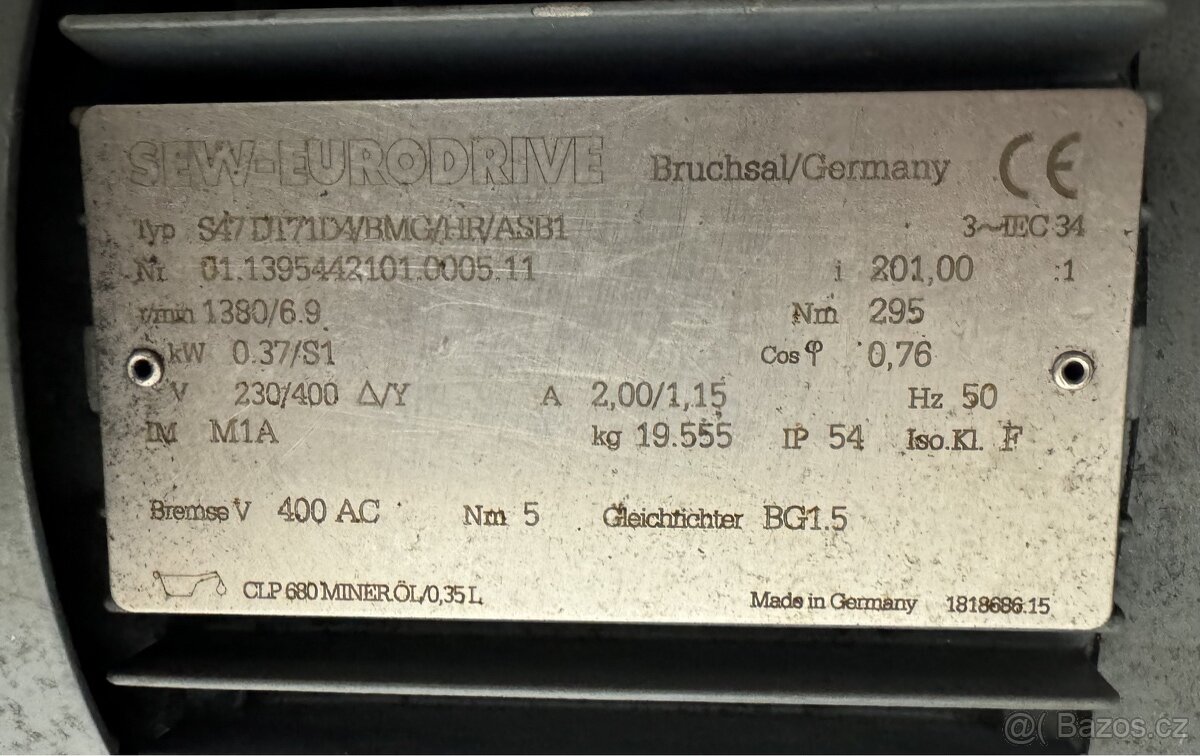 SEW-EURODRIVE Bruchsal/Germany CE
Typ S47 DT71D4/BMG/HR/ASB1 3~IEC 34
Nr. 01.1395442101.0005.11 i 201,00 :1
r/min 1380/6.9 Nm 295
kW 0.37/S1 Cos φ 0,76
V 230/400 Δ/Y A 2,00/1,15 Hz 50
IM M1A kg 19.555 IP 54 Iso.Kl. F
Bremse V 400 AC Nm 5 Gleichrichter BG1.5
CLP 680 MINER.ÖL/0,35 L
Made in Germany 1818686.15
@( Bazos.cz